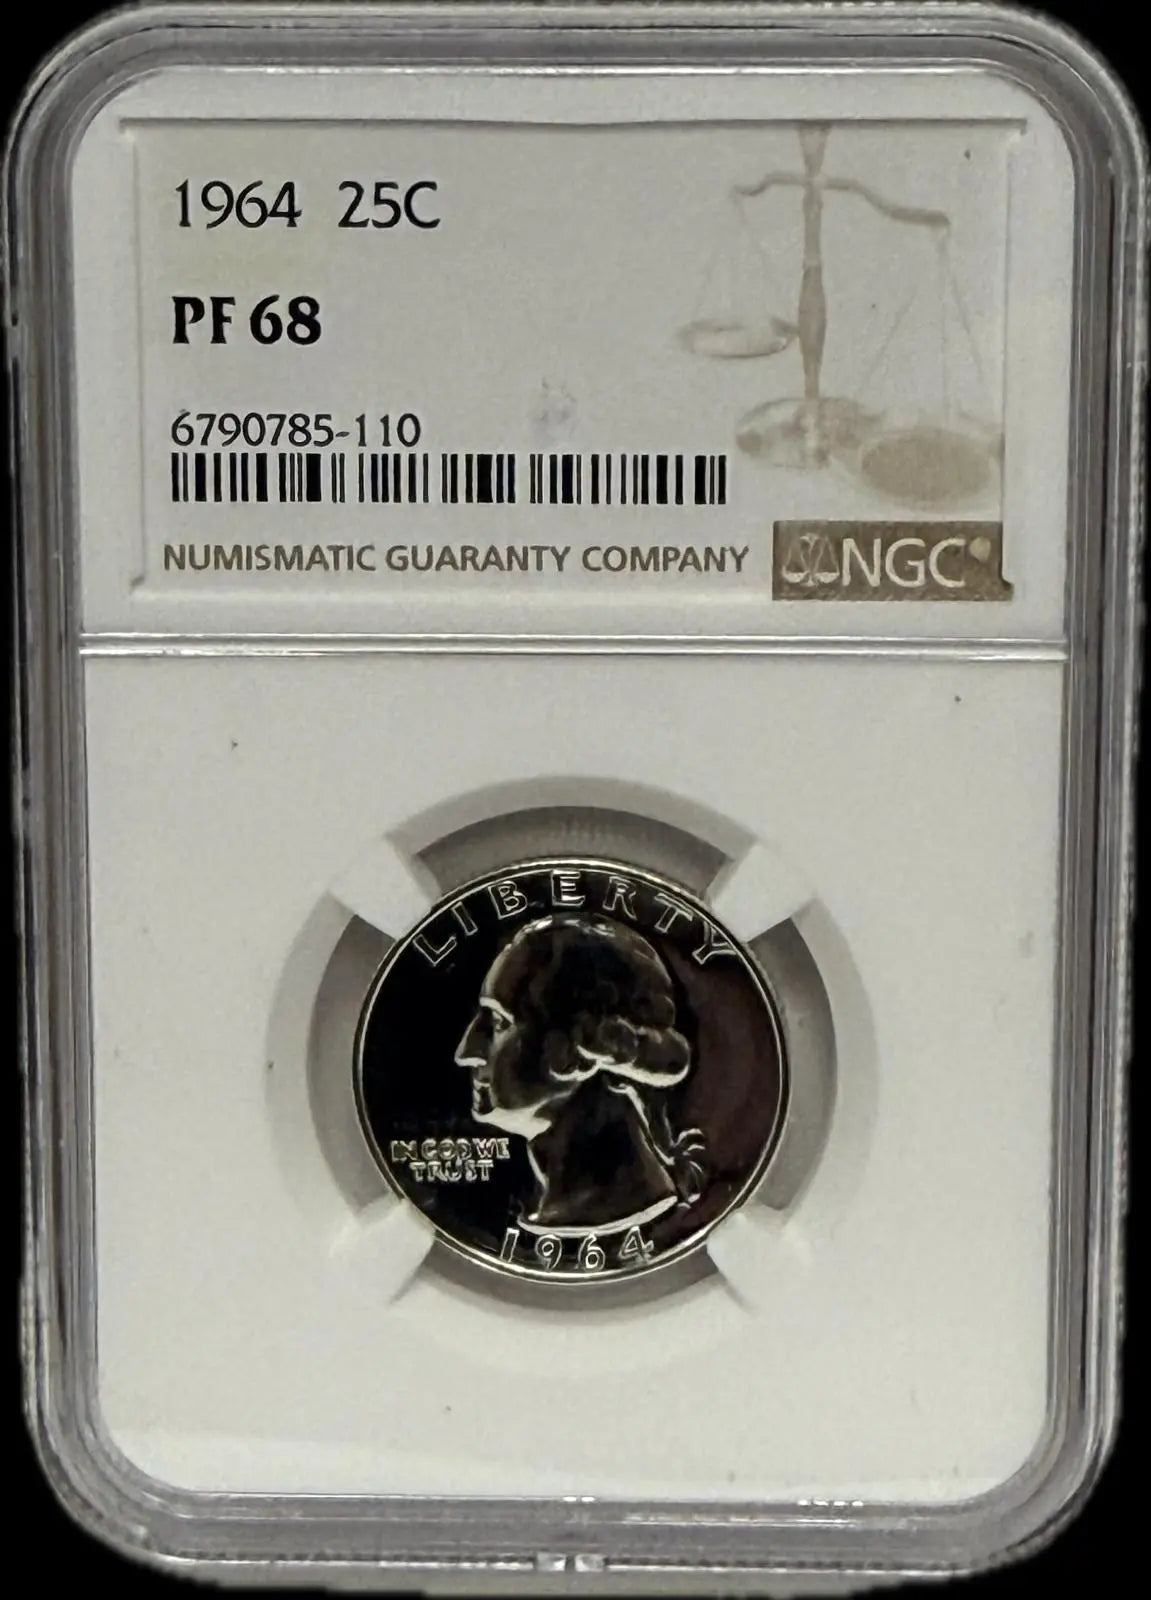 1964 25C
PF 68
6790785-110
NUMISMATIC GUARANTY COMPANY
NGC
LIBERTY
IN GOD WE
TRUST
1964